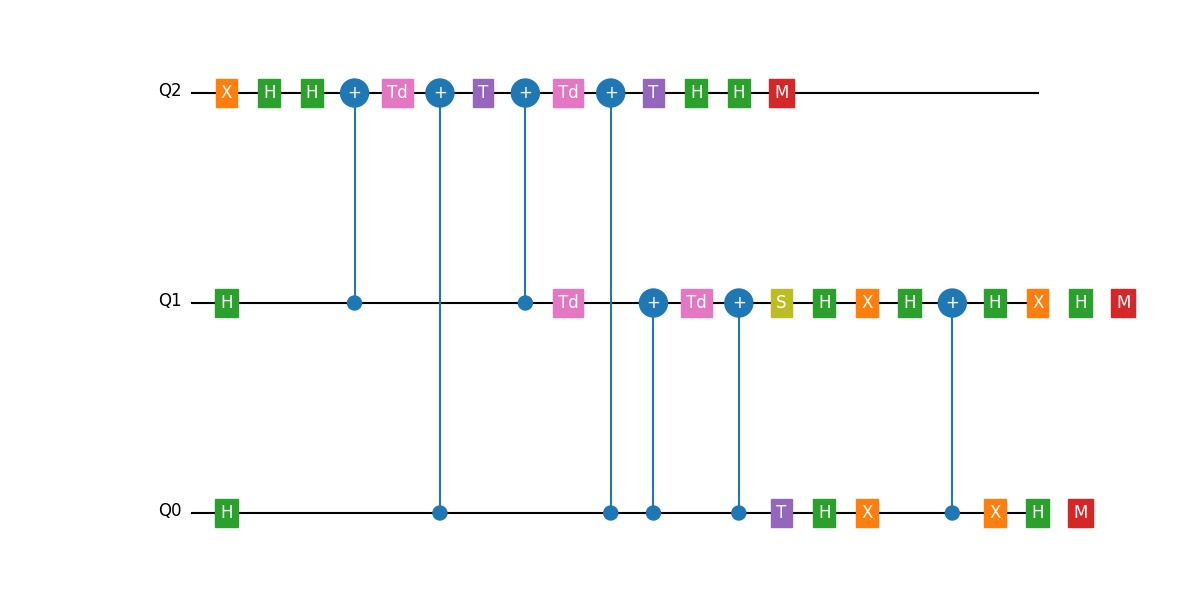 Q2 X H H + Td + T + Td + T H H M
Q1 H Td + Td + S H X H + H X H M
Q0 H T H X X H M